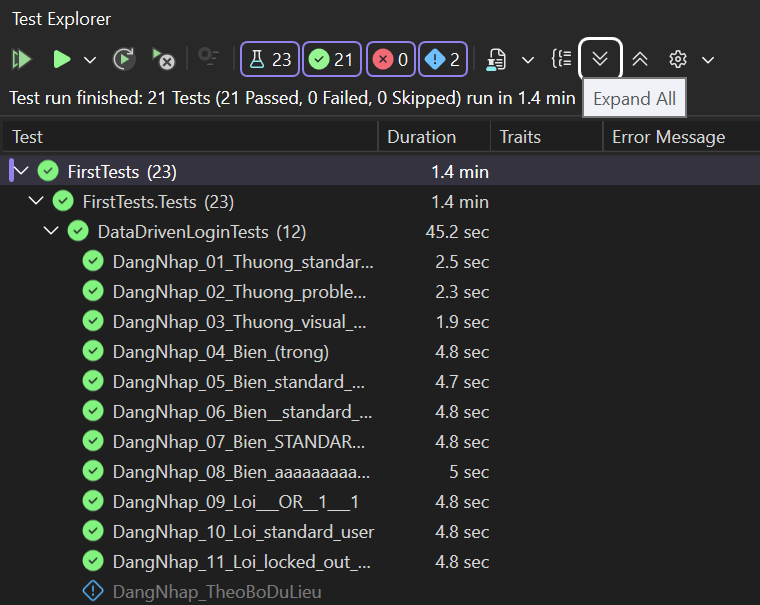 Test Explorer
23 21 0 2
Test run finished: 21 Tests (21 Passed, 0 Failed, 0 Skipped) run in 1.4 min
Expand All
Test Duration Traits Error Message
FirstTests (23) 1.4 min
FirstTests.Tests (23) 1.4 min
DataDrivenLoginTests (12) 45.2 sec
DangNhap_01_Thuong_standar... 2.5 sec
DangNhap_02_Thuong_proble... 2.3 sec
DangNhap_03_Thuong_visual_... 1.9 sec
DangNhap_04_Bien_(trong) 4.8 sec
DangNhap_05_Bien_standard_... 4.7 sec
DangNhap_06_Bien__standard_... 4.8 sec
DangNhap_07_Bien_STANDAR... 4.8 sec
DangNhap_08_Bien_aaaaaaaaa... 5 sec
DangNhap_09_Loi___OR__1___1 4.8 sec
DangNhap_10_Loi_standard_user 4.8 sec
DangNhap_11_Loi_locked_out_... 4.8 sec
DangNhap_TheoBoDuLieu